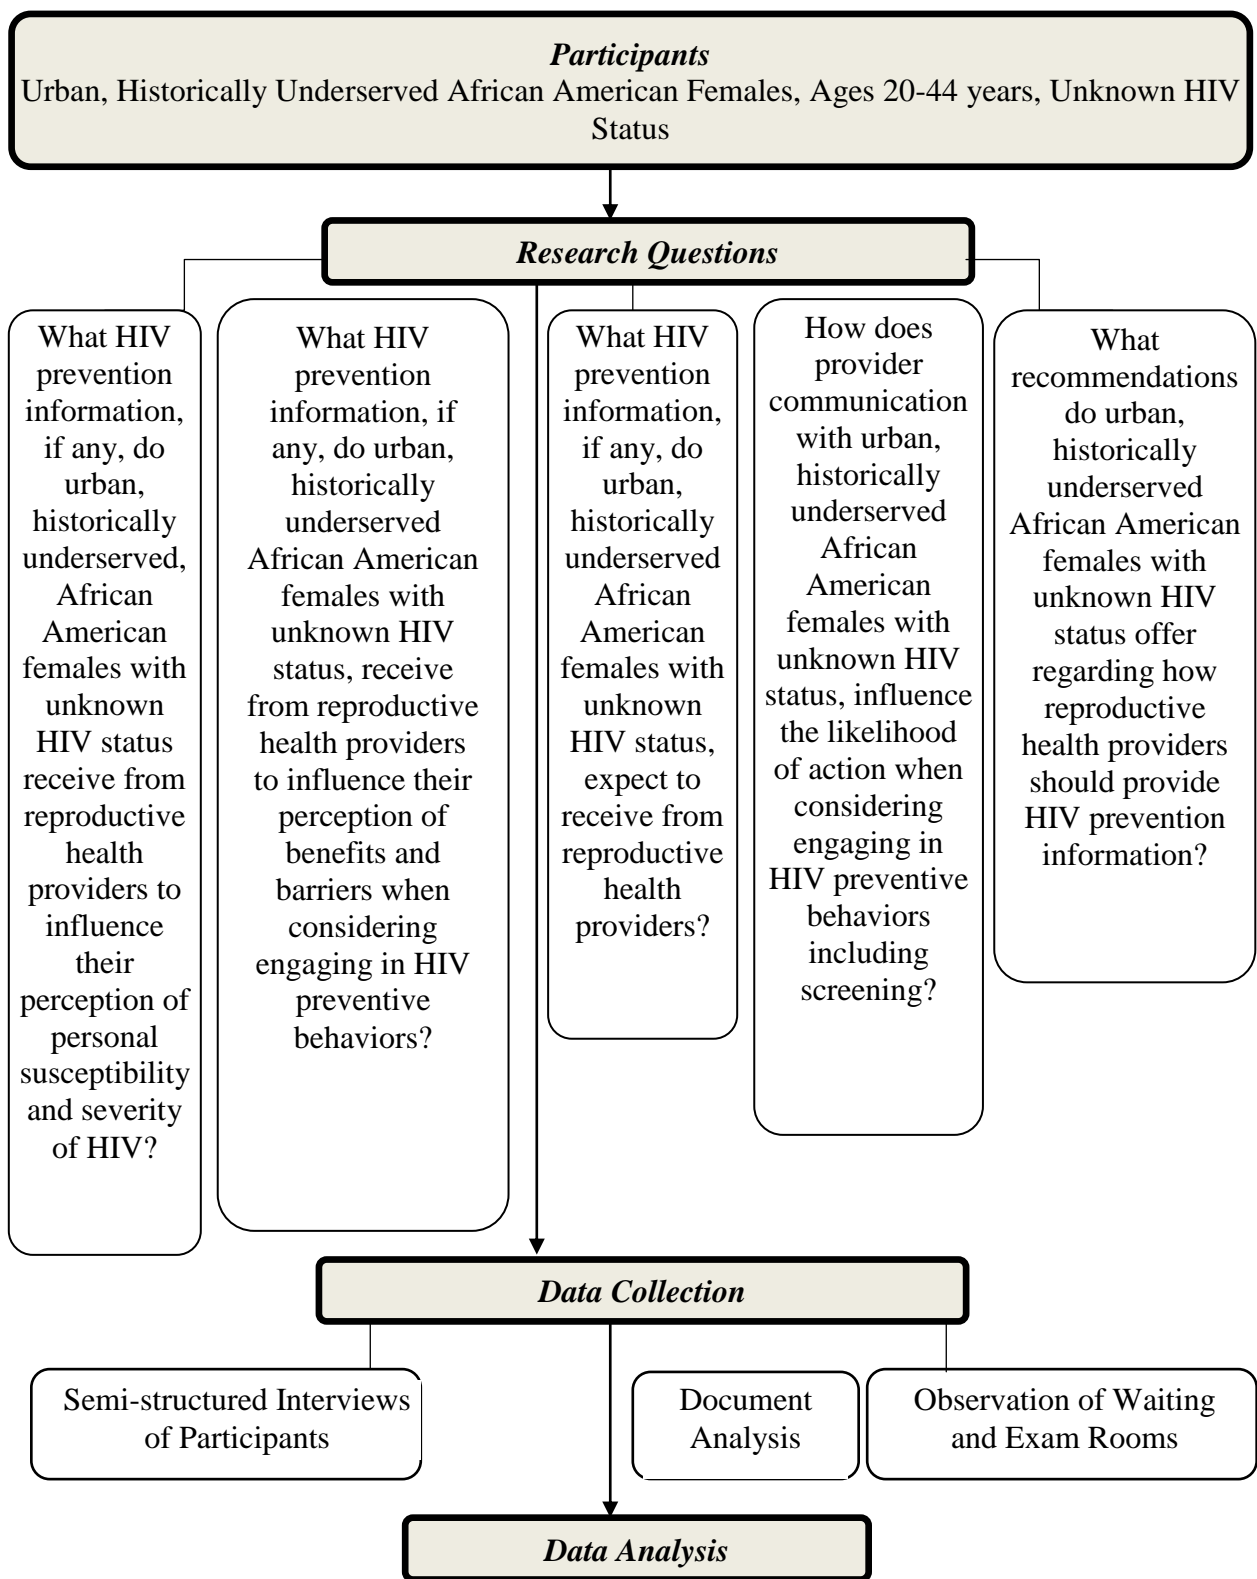 Participants
Urban, Historically Underserved African American Females, Ages 20-44 years, Unknown HIV
Status
Research Questions
What HIV
prevention
information,
if any, do
urban,
historically
underserved,
African
American
females with
unknown
HIV status
receive from
reproductive
health
providers to
influence
their
perception of
personal
susceptibility
and severity
of HIV?
What HIV
prevention
information, if
any, do urban,
historically
underserved
African American
females with
unknown HIV
status, receive
from reproductive
health providers
to influence their
perception of
benefits and
barriers when
considering
engaging in HIV
preventive
behaviors?
What HIV
prevention
information,
if any, do
urban,
historically
underserved
African
American
females with
unknown
HIV status,
expect to
receive from
reproductive
health
providers?
How does
provider
communication
with urban,
historically
underserved
African
American
females with
unknown HIV
status, influence
the likelihood
of action when
considering
engaging in
HIV preventive
behaviors
including
screening?
What
recommendations
do urban,
historically
underserved
African American
females with
unknown HIV
status offer
regarding how
reproductive
health providers
should provide
HIV prevention
information?
Data Collection
Semi-structured Interviews
of Participants
Document
Analysis
Observation of Waiting
and Exam Rooms
Data Analysis